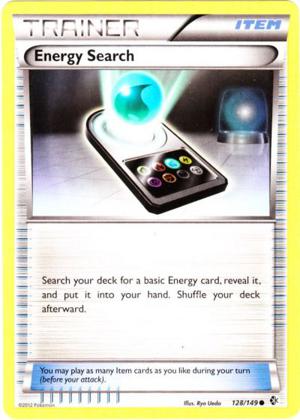 TRAINER
ITEM
Energy Search
Search your deck for a basic Energy card, reveal it,
and put it into your hand. Shuffle your deck
afterward.
You may play as many Item cards as you like during your turn
(before your attack).
©2012 Pokémon
Illus. Ryo Ueda
128/149